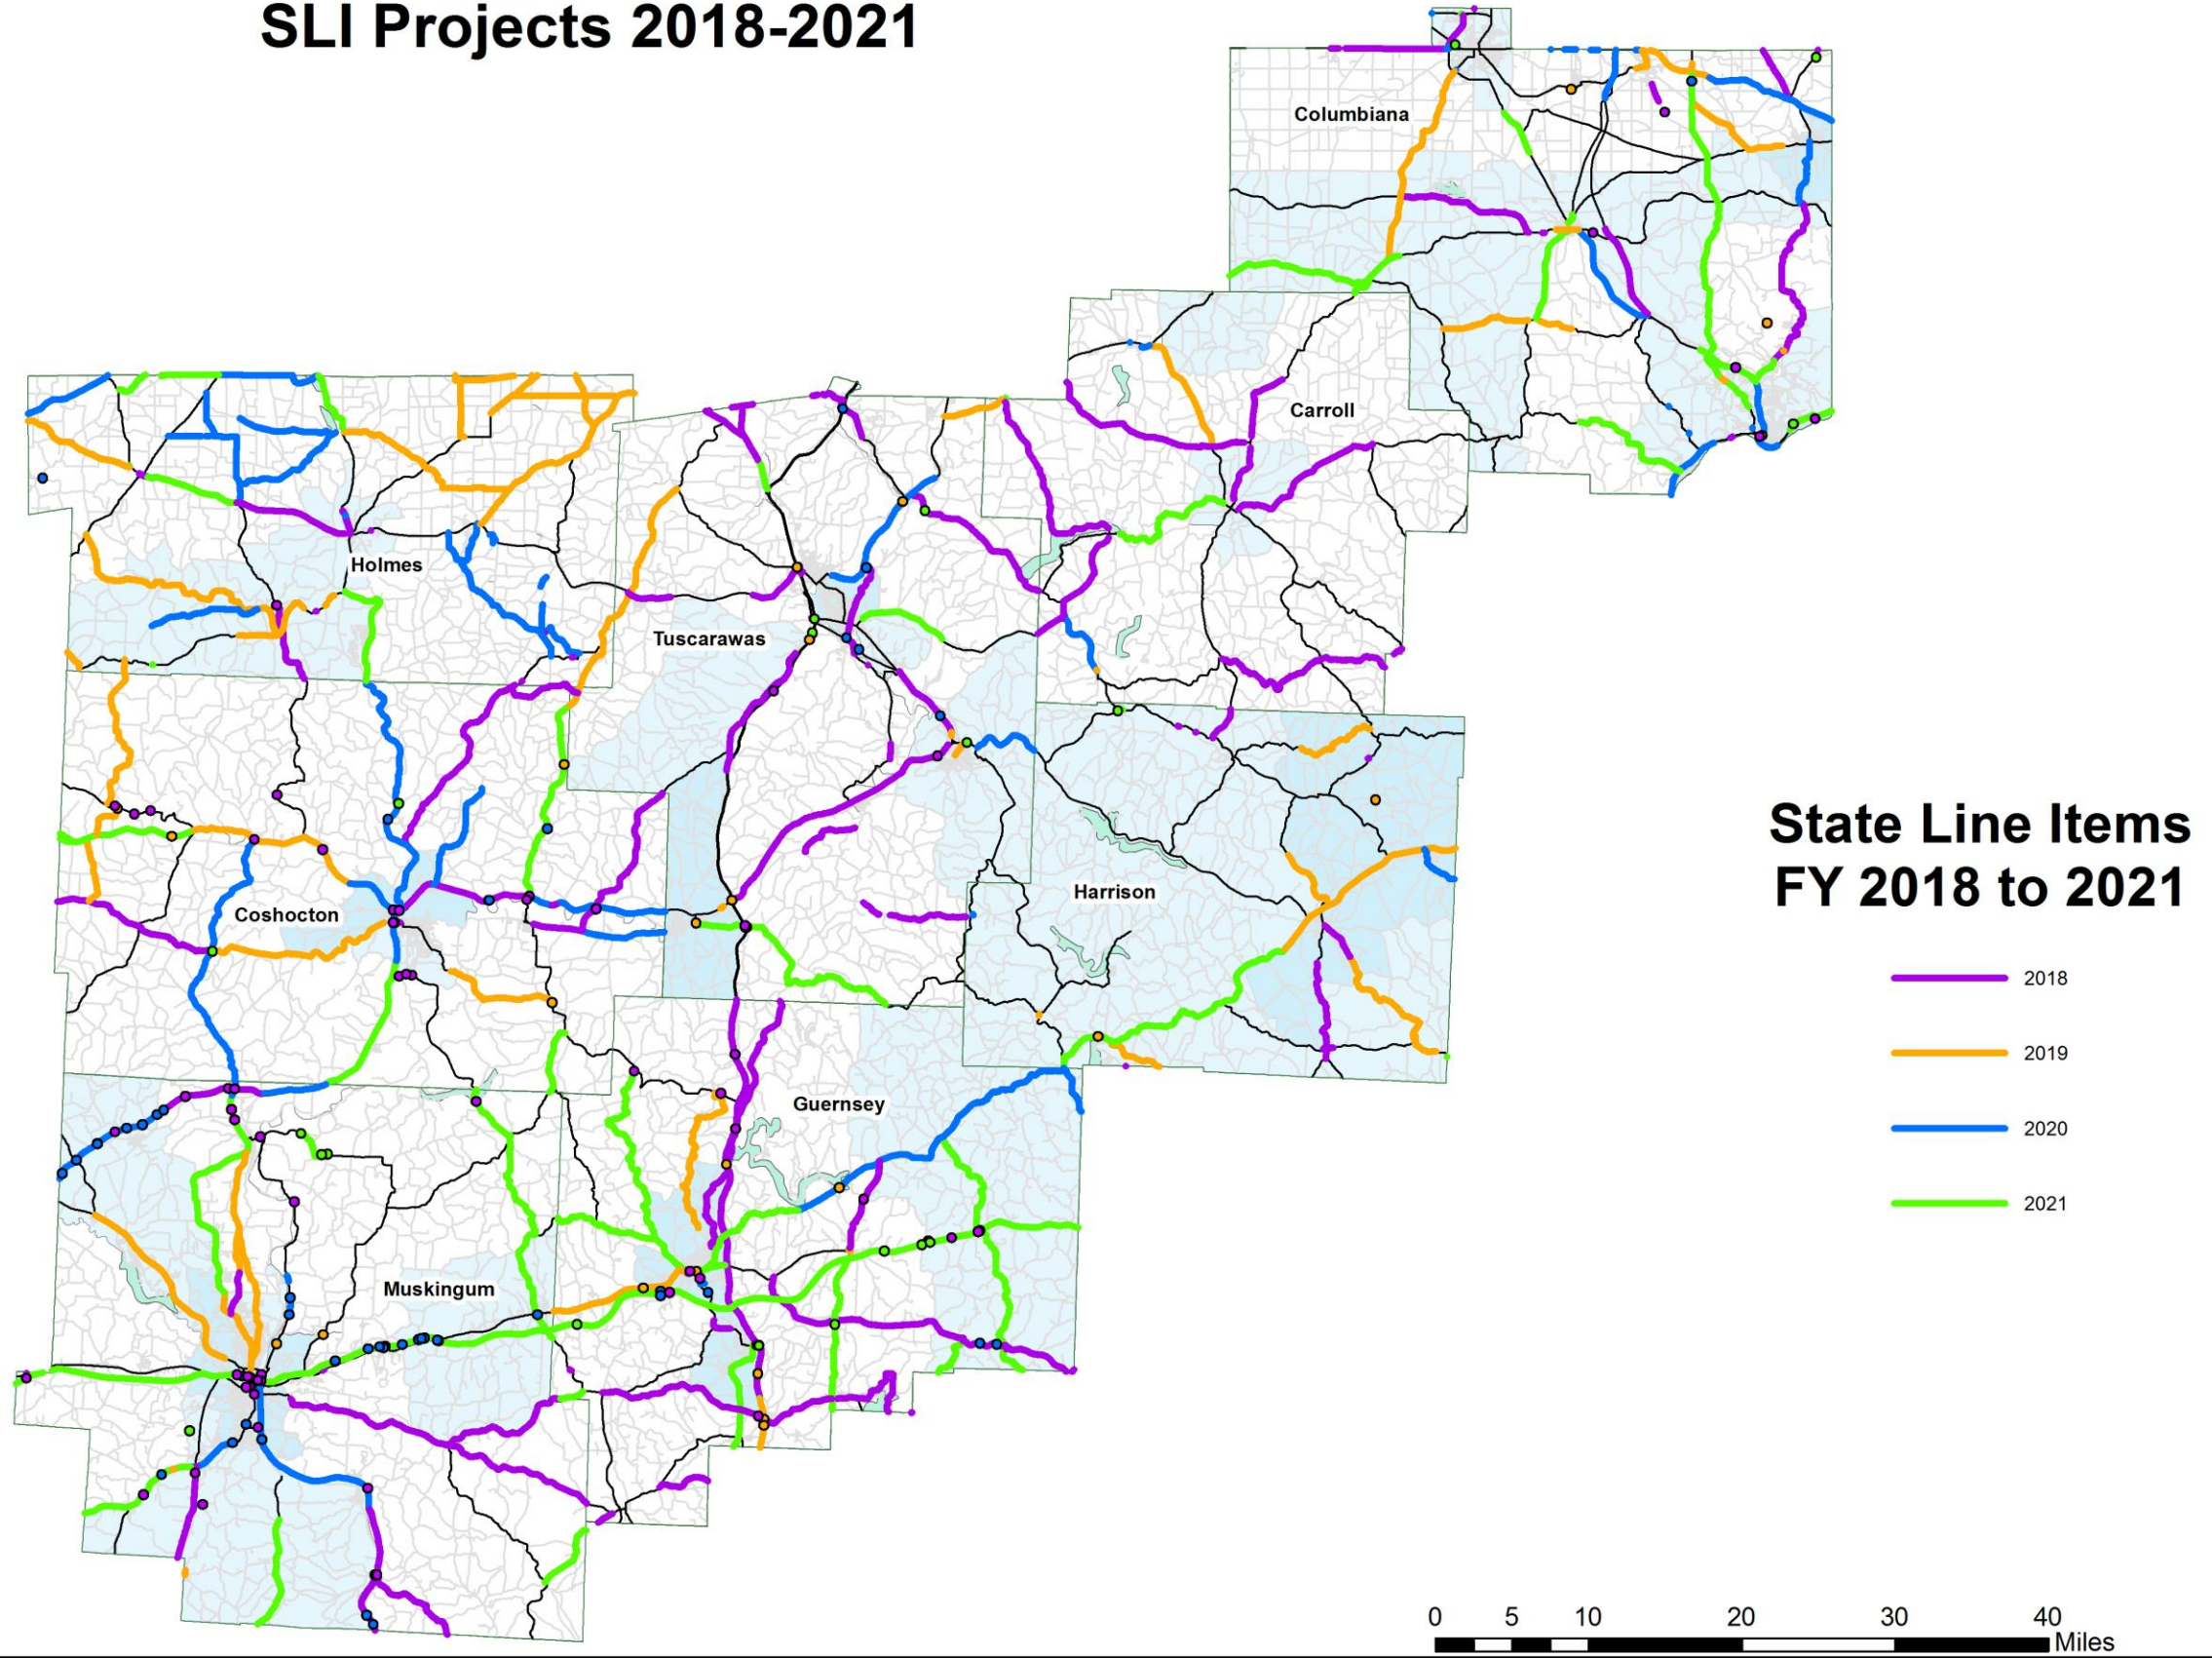 SLI Projects 2018-2021
Columbiana
Carroll
Holmes
Tuscarawas
State Line Items
FY 2018 to 2021
Harrison
Coshocton
2018
2019
Guernsey
2020
2021
Muskingum
0 5 10 20 30 40
Miles